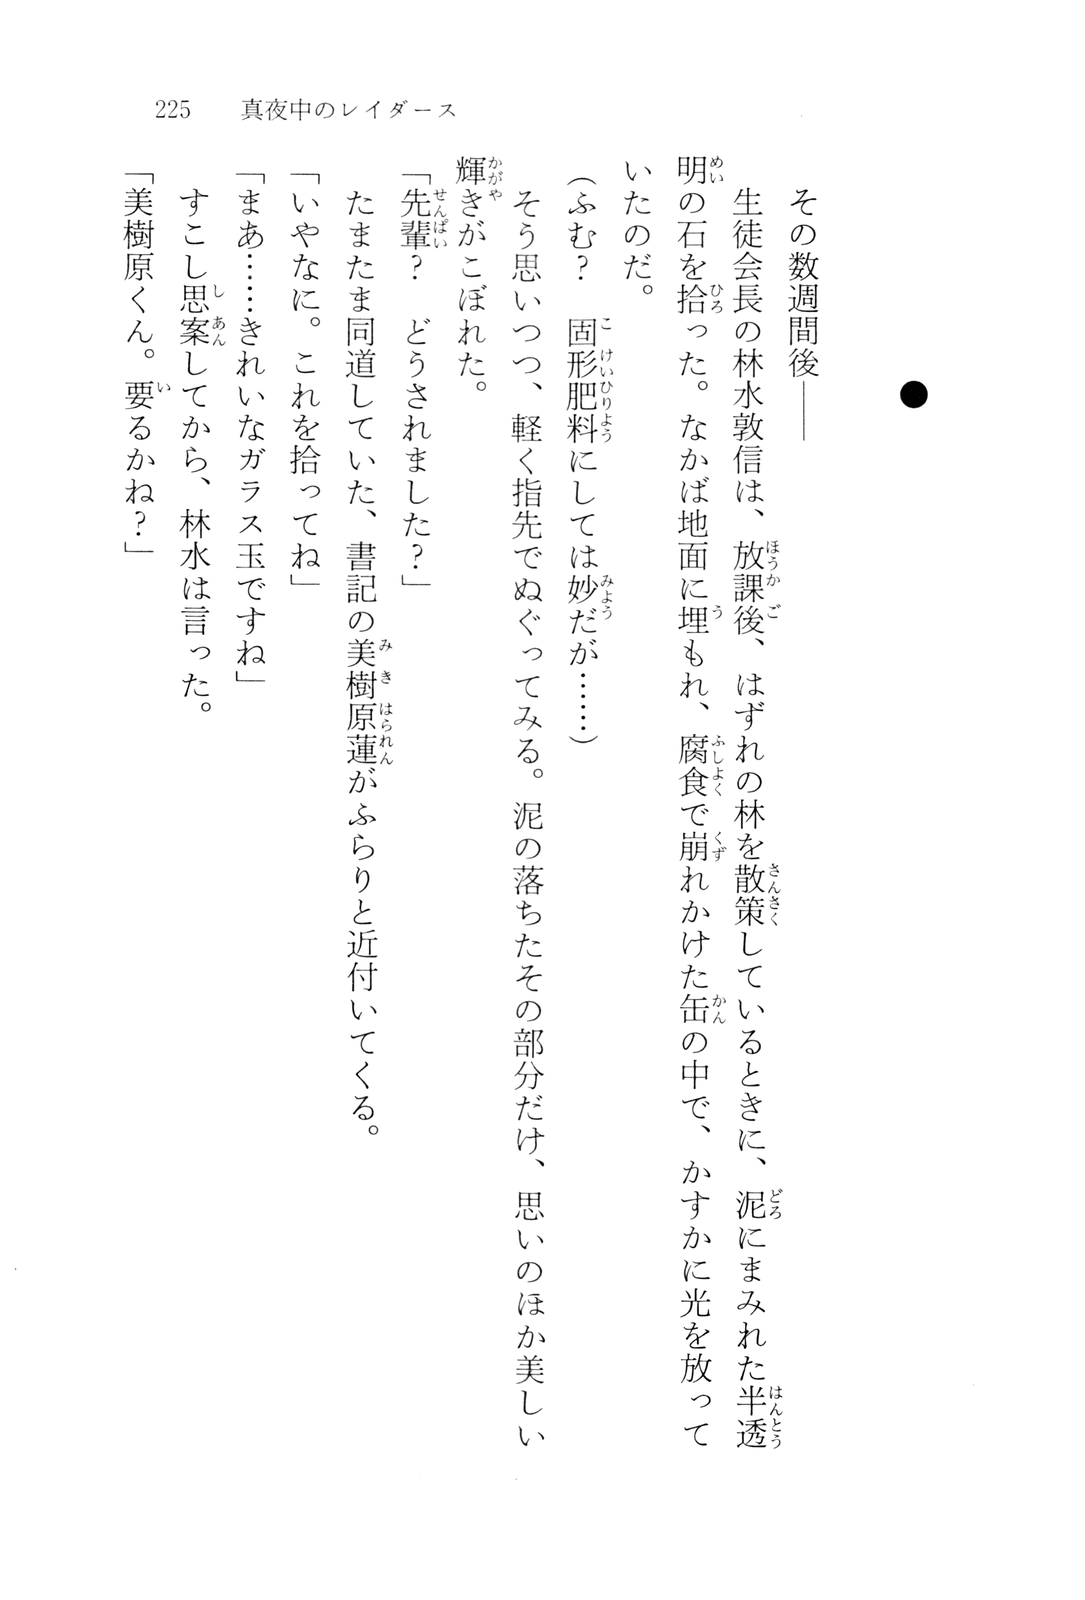 225　真夜中のレイダース
●
その数週間後――
生徒会長の林水敦信は、放課後、はずれの林を散策しているときに、泥にまみれた半透
明の石を拾った。なかば地面に埋もれ、腐食で崩れかけた缶の中で、かすかに光を放って
いたのだ。
（ふむ？　固形肥料にしては妙だが……）
そう思いつつ、軽く指先でぬぐってみる。泥の落ちたその部分だけ、思いのほか美しい
輝きがこぼれた。
「先輩？　どうされました？」
たまたま同道していた、書記の美樹原蓮がふらりと近付いてくる。
「いやなに。これを拾ってね」
「まあ……きれいなガラス玉ですね」
すこし思案してから、林水は言った。
「美樹原くん。要るかね？」